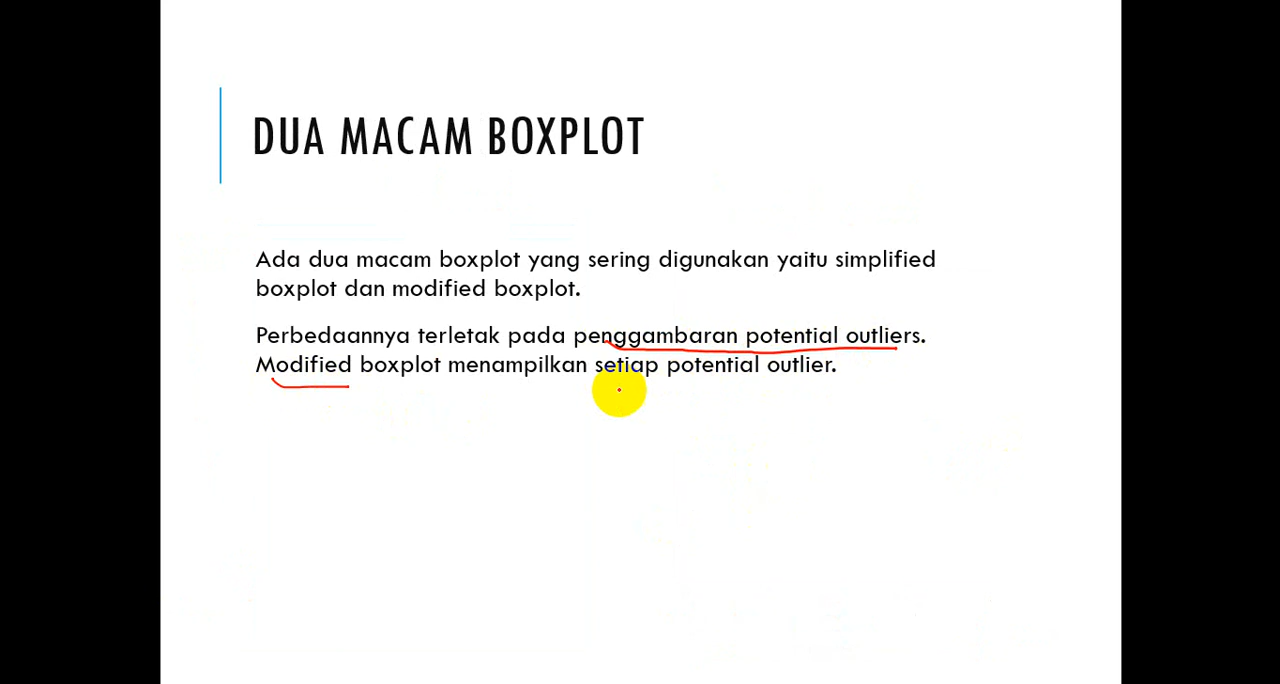 DUA MACAM BOXPLOT
Ada dua macam boxplot yang sering digunakan yaitu simplified
boxplot dan modified boxplot.
Perbedaannya terletak pada penggambaran potential outliers.
Modified boxplot menampilkan setiap potential outlier.